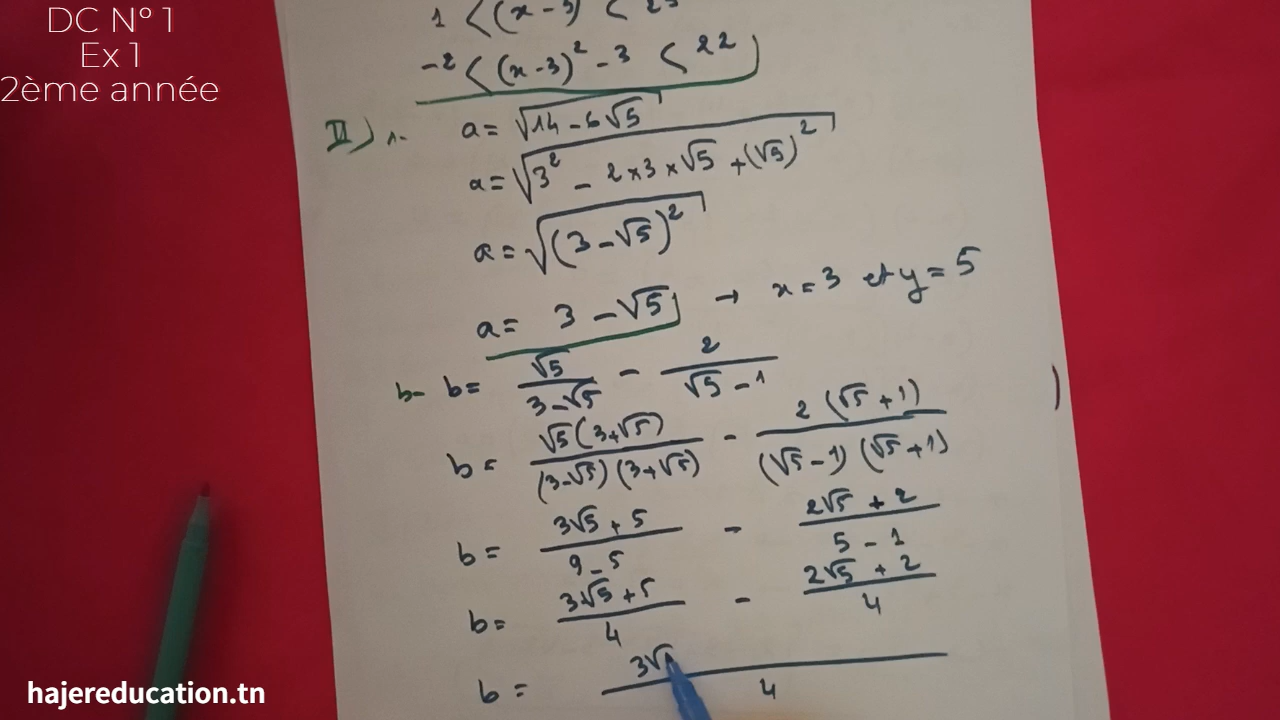 DC N° 1
Ex 1
2ème année
1 < (x - 3) < 25
-2 < (x-3)² - 3 < 22
II) 1- a = √(14 - 6√5)
a = √(3² - 2×3×√5 + (√5)²)
a = √((3 - √5)²)
a = 3 - √5 → x = 3 et y = 5
b- b = √5/(3-√5) - 2/(√5 - 1)
b = √5(3+√5)/((3-√5)(3+√5)) - 2(√5 + 1)/((√5 - 1)(√5 + 1))
b = (3√5 + 5)/(9 - 5) - (2√5 + 2)/(5 - 1)
b = (3√5 + 5)/4 - (2√5 + 2)/4
b = 3√ /4
hajereducation.tn